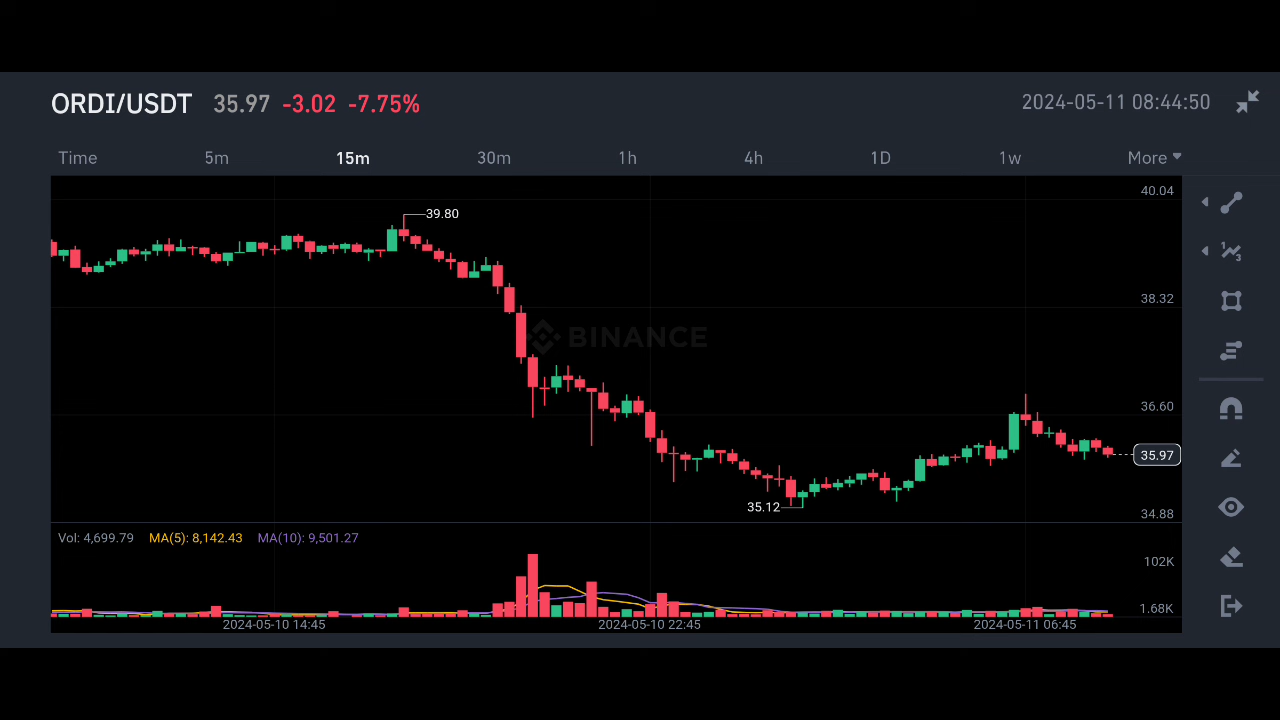 ORDI/USDT 35.97 -3.02 -7.75% 2024-05-11 08:44:50
Time 5m 15m 30m 1h 4h 1D 1w More
40.04
39.80
38.32
BINANCE
36.60
35.97
35.12
34.88
Vol: 4,699.79 MA(5): 8,142.43 MA(10): 9,501.27
102K
1.68K
2024-05-10 14:45 2024-05-10 22:45 2024-05-11 06:45